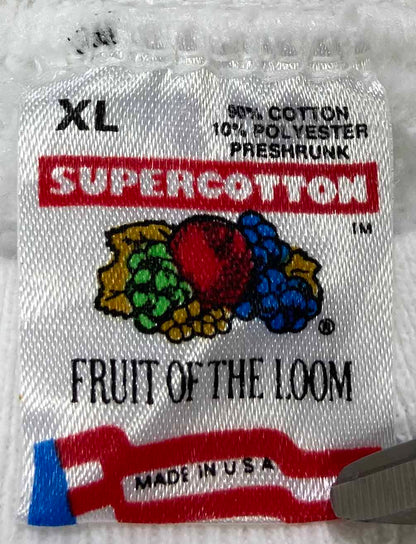 XL
90% COTTON
10% POLYESTER
PRESHRUNK
SUPERCOTTON
TM
®
FRUIT OF THE LOOM
MADE IN U S A